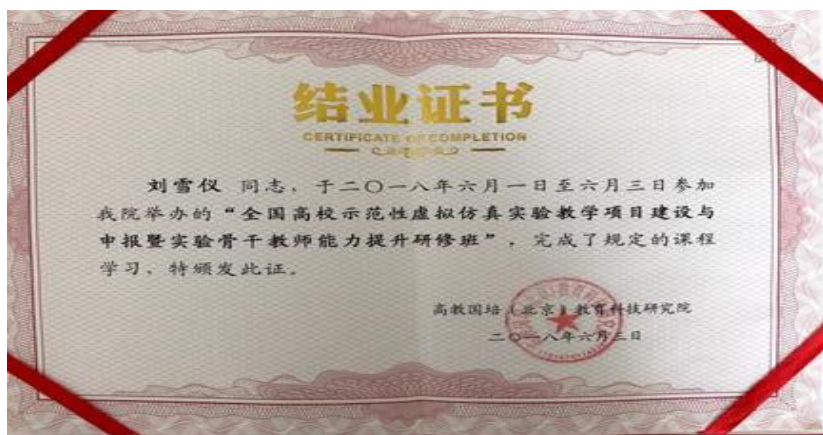 结业证书
CERTIFICATE OF COMPLETION
刘雪仪 同志，于二〇一八年六月一日至六月三日参加
我院举办的“全国高校示范性虚拟仿真实验教学项目建设与
申报暨实验骨干教师能力提升研修班”，完成了规定的课程
学习，特颁发此证。
高教国培（北京）教育科技研究院
二〇一八年六月三日